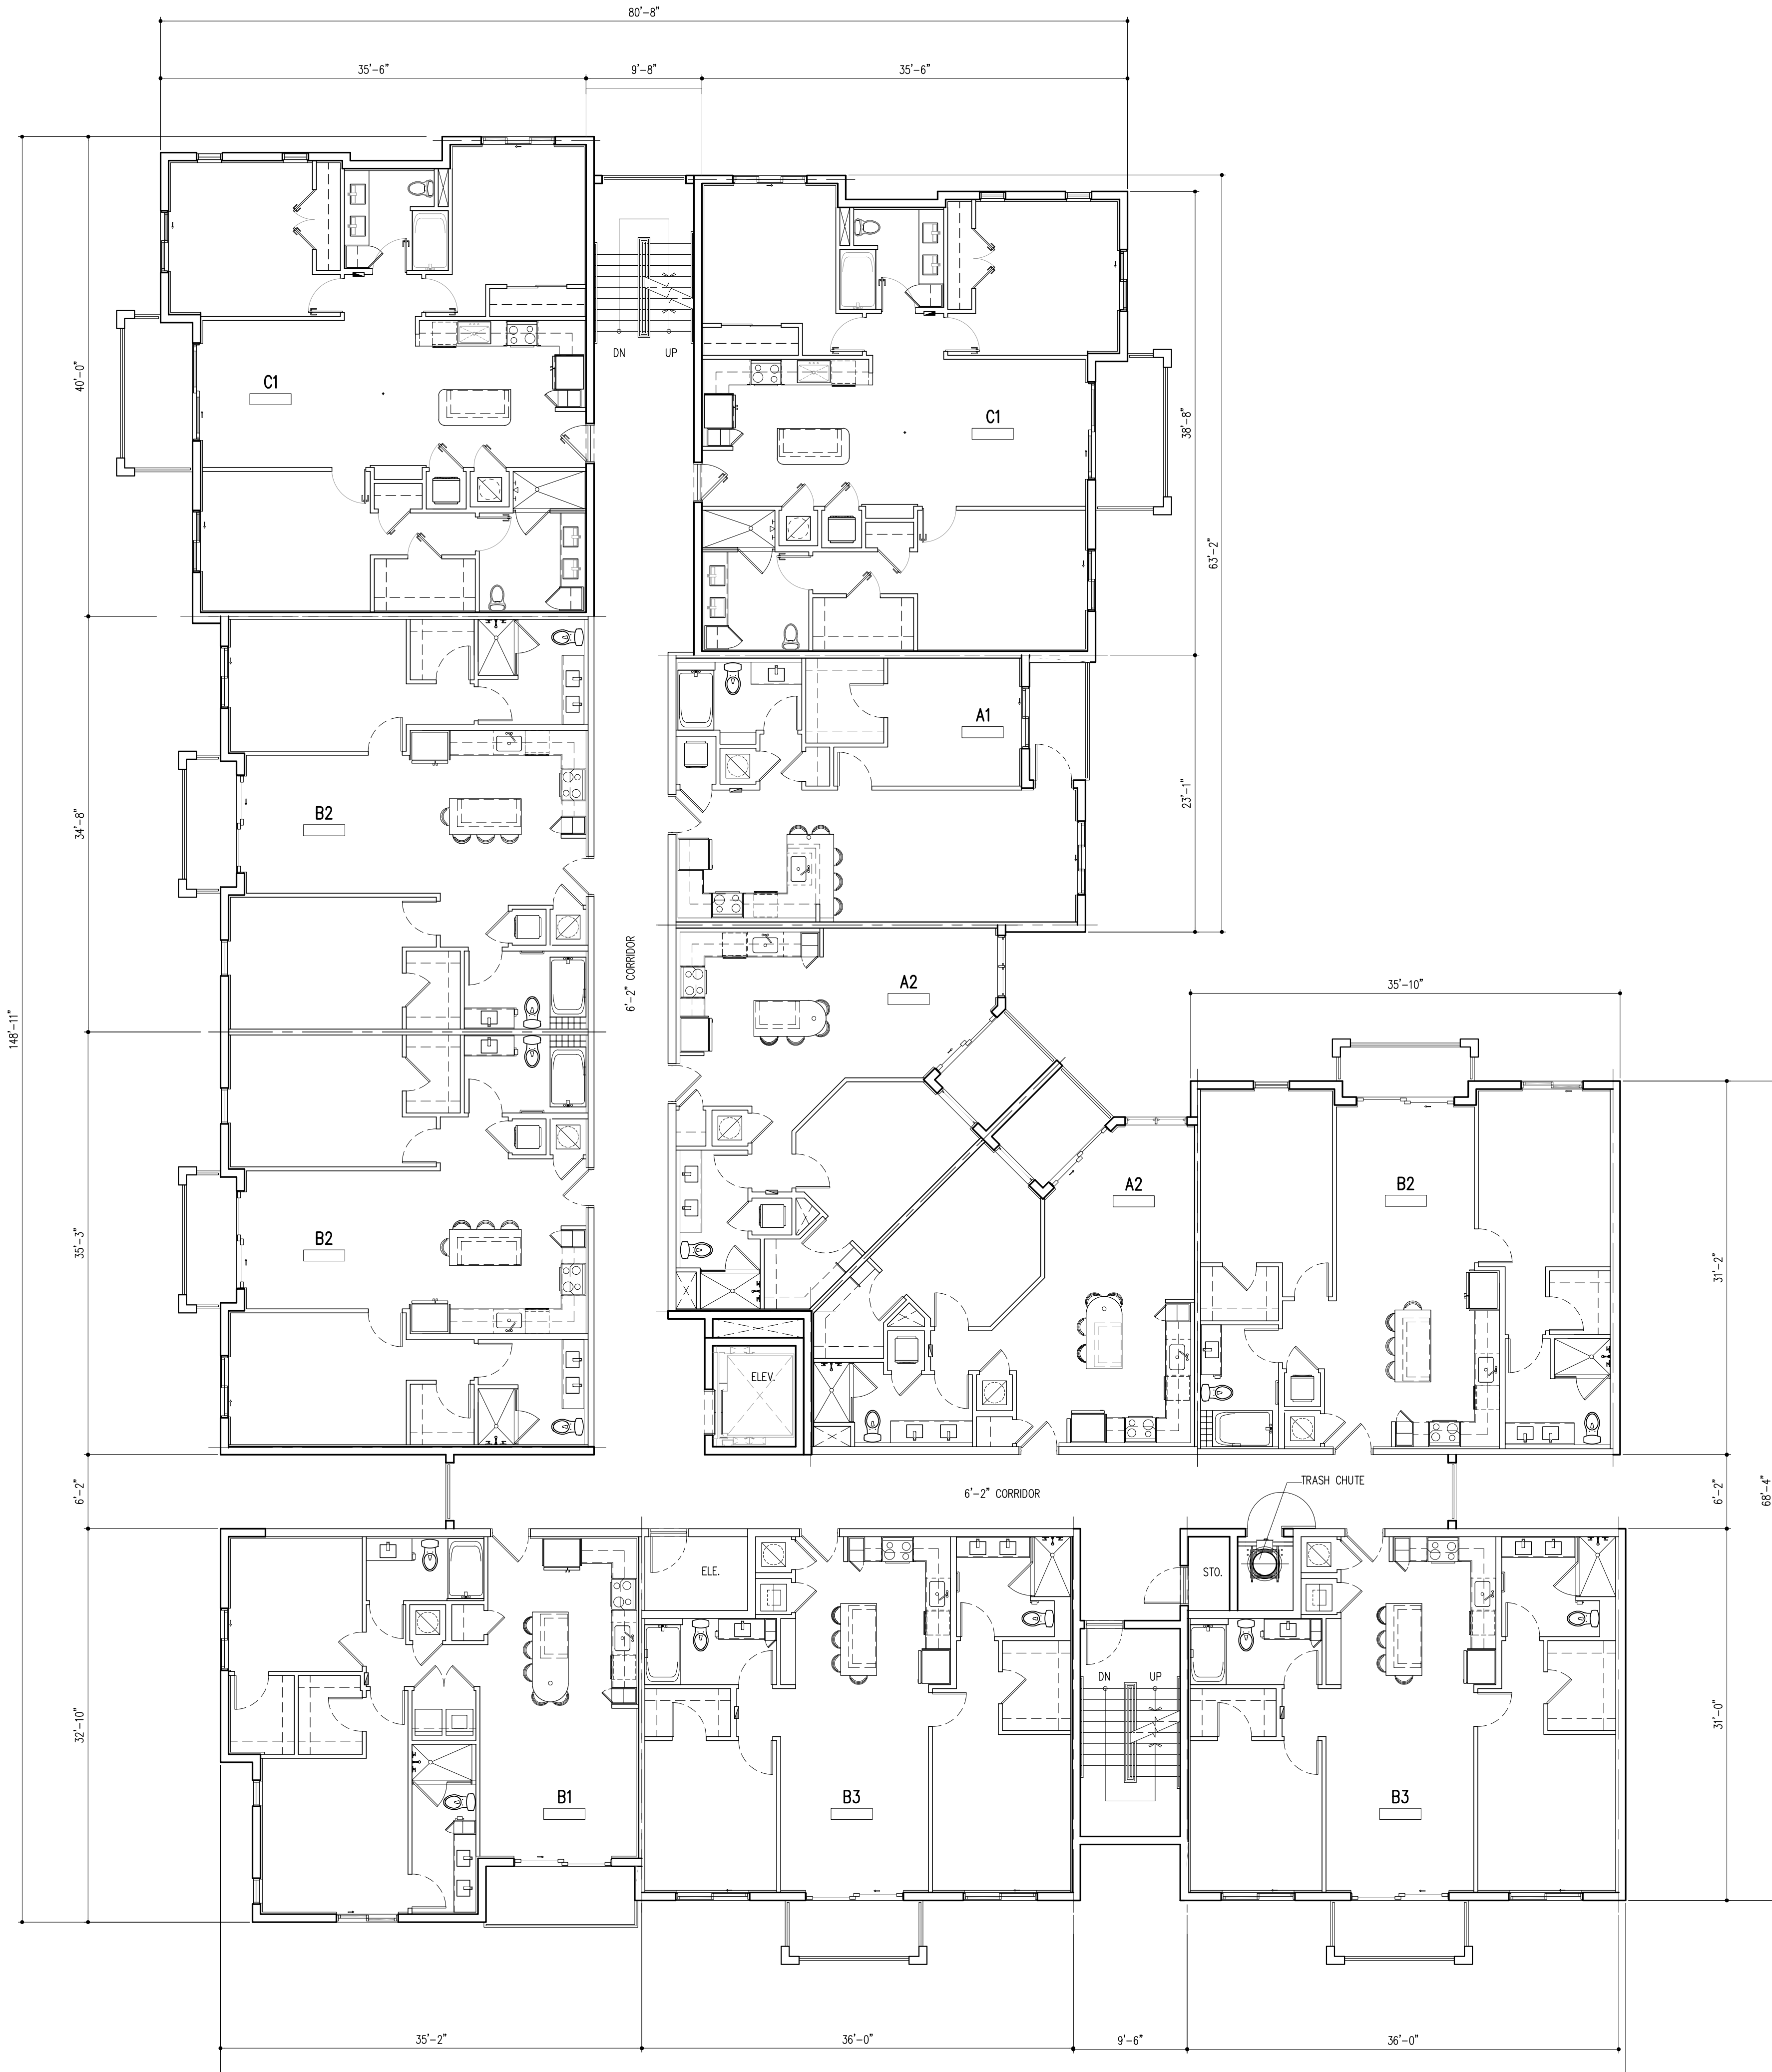 80'-8"
35'-6"
9'-8"
35'-6"
DN
UP
C1
40'-0"
C1
38'-8"
63'-2"
A1
B2
34'-8"
23'-1"
6'-2" CORRIDOR
A2
35'-10"
148'-11"
A2
B2
B2
35'-3"
31'-2"
ELEV.
6'-2"
6'-2" CORRIDOR
TRASH CHUTE
6'-2"
68'-4"
ELE.
STO.
DN
UP
32'-10"
31'-0"
B1
B3
B3
35'-2"
36'-0"
9'-6"
36'-0"